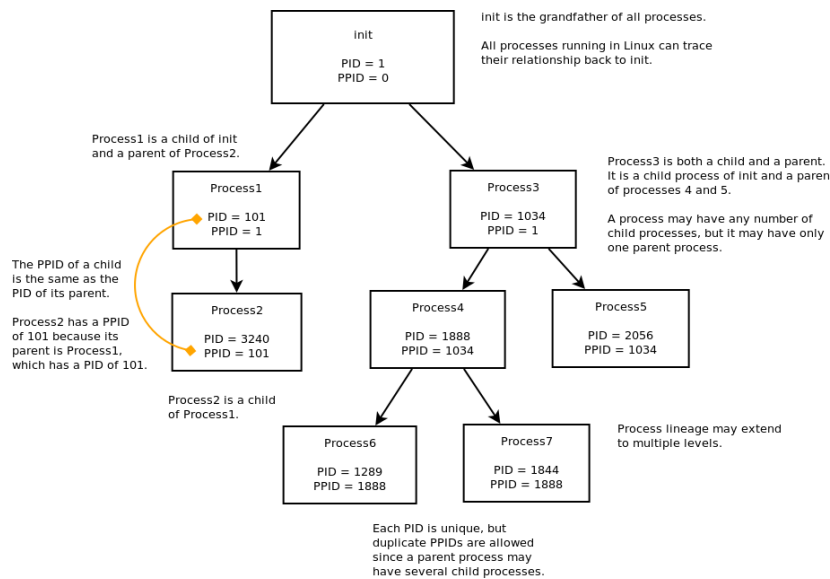 init
PID = 1
PPID = 0
init is the grandfather of all processes.
All processes running in Linux can trace
their relationship back to init.
Process1 is a child of init
and a parent of Process2.
Process1
PID = 101
PPID = 1
Process3
PID = 1034
PPID = 1
Process3 is both a child and a parent.
It is a child process of init and a paren
of processes 4 and 5.
A process may have any number of
child processes, but it may have only
one parent process.
The PPID of a child
is the same as the
PID of its parent.
Process2 has a PPID
of 101 because its
parent is Process1,
which has a PID of 101.
Process2
PID = 3240
PPID = 101
Process4
PID = 1888
PPID = 1034
Process5
PID = 2056
PPID = 1034
Process2 is a child
of Process1.
Process6
PID = 1289
PPID = 1888
Process7
PID = 1844
PPID = 1888
Process lineage may extend
to multiple levels.
Each PID is unique, but
duplicate PPIDs are allowed
since a parent process may
have several child processes.